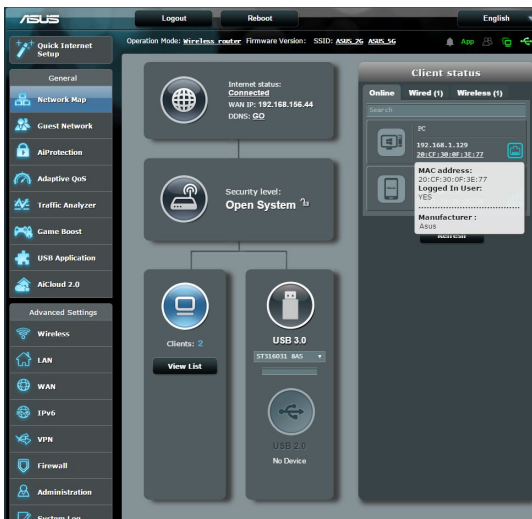 ASUS
Logout
Reboot
English
Quick Internet
Setup
Operation Mode: Wireless router Firmware Version: SSID: ASUS_2G ASUS_5G
App
General
Network Map
Guest Network
AiProtection
Adaptive QoS
Traffic Analyzer
Game Boost
USB Application
AiCloud 2.0
Advanced Settings
Wireless
LAN
WAN
IPv6
VPN
Firewall
Administration
System Log
Internet status:
Connected
WAN IP: 192.168.156.44
DDNS: GO
Security level:
Open System
Clients: 2
View List
USB 3.0
ST316031 8AS
USB 2.0
No Device
Client status
Online Wired (1) Wireless (1)
Search
PC
192.168.1.129
20:CF:30:0F:3E:77
MAC address:
20:CF:30:0F:3E:77
Logged In User:
YES
Manufacturer :
Asus
Refresh